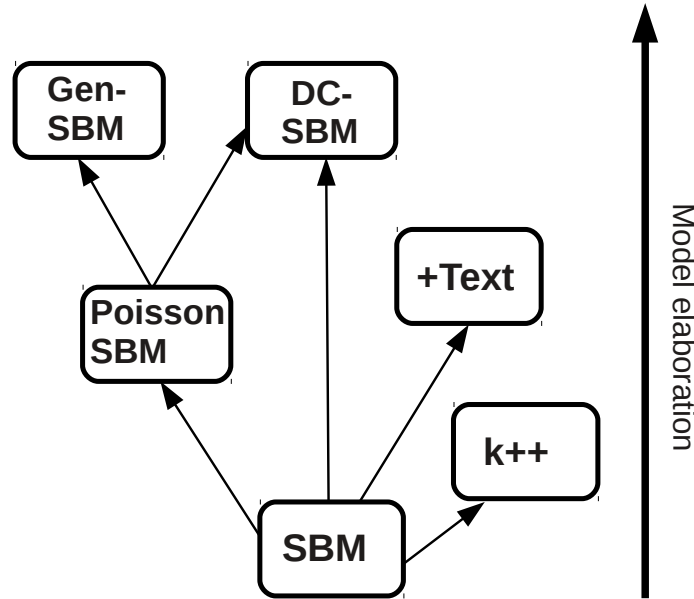 Gen-
SBM
DC-
SBM
+Text
Poisson
SBM
k++
SBM
Model elaboration